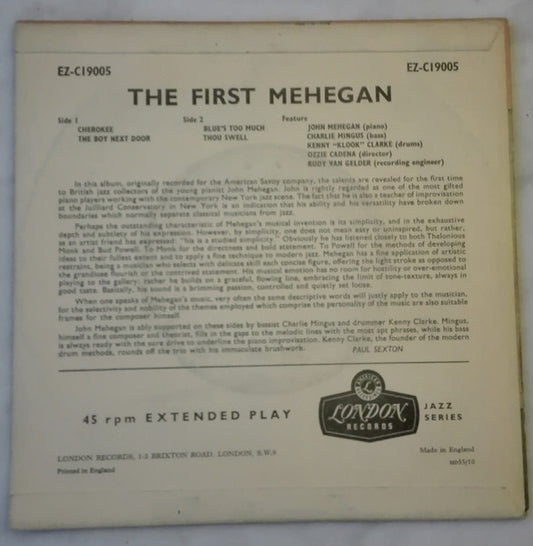 EZ-C19005 EZ-C19005
THE FIRST MEHEGAN
Side 1 Side 2 Feature
CHEROKEE BLUE'S TOO MUCH JOHN MEHEGAN (piano)
THE BOY NEXT DOOR THOU SWELL CHARLIE MINGUS (bass)
KENNY "KLOOK" CLARKE (drums)
OZZIE CADENA (director)
RUDY VAN GELDER (recording engineer)
In this album, originally recorded for the American Savoy company, the talents are revealed for the first time
to British jazz collectors of the young pianist John Mehegan. John is rightly regarded as one of the most gifted
piano players working with the contemporary New York jazz scene. The fact that he is also a teacher of improvisation
at the Juilliard Conservatory in New York is an indication that his ability and his versatility have broken down
boundaries which normally separate classical musicians from jazz.
Perhaps the outstanding characteristic of Mehegan's musical invention is its simplicity, and in the exhaustive
depth and subtlety of his expression. However, by simplicity, one does not mean easy or uninspired, but rather,
as an artist friend has expressed: "his is a studied simplicity." Obviously he has listened closely to both Thelonious
Monk and Bud Powell. To Monk for the directness and bold statement. To Powell for the methods of developing
ideas to their fullest extent and to apply a fine technique to modern jazz. Mehegan has a fine application of artistic
restraint, being a musician who selects with delicate skill each concise figure, offering the light stroke as opposed to
the grandiose flourish or the contrived statement. His musical emotion has no room for hostility or over-emotional
playing to the gallery; rather he builds on a graceful, flowing line, embracing the limit of tone-texture, always in
good taste. Basically, his sound is a brimming passion, controlled and quietly set loose.
When one speaks of Mehegan's music, very often the same descriptive words will justly apply to the musician,
for the selectivity and nobility of the themes employed which comprise the personality of the music are also suitable
frames for the composer himself.
John Mehegan is ably supported on these sides by bassist Charlie Mingus and drummer Kenny Clarke. Mingus,
himself a fine composer and theorist, fills in the gaps to the melodic lines with the most apt phrases, while his bass
is always ready with the sure drive to underline the piano improvisation. Kenny Clarke, the founder of the modern
drum methods, rounds off the trio with his immaculate brushwork. PAUL SEXTON
45 rpm EXTENDED PLAY
LONDON
RECORDS
JAZZ
SERIES
LONDON RECORDS, 1-2 BRIXTON ROAD, LONDON, S.W.9 Made in England
Printed in England